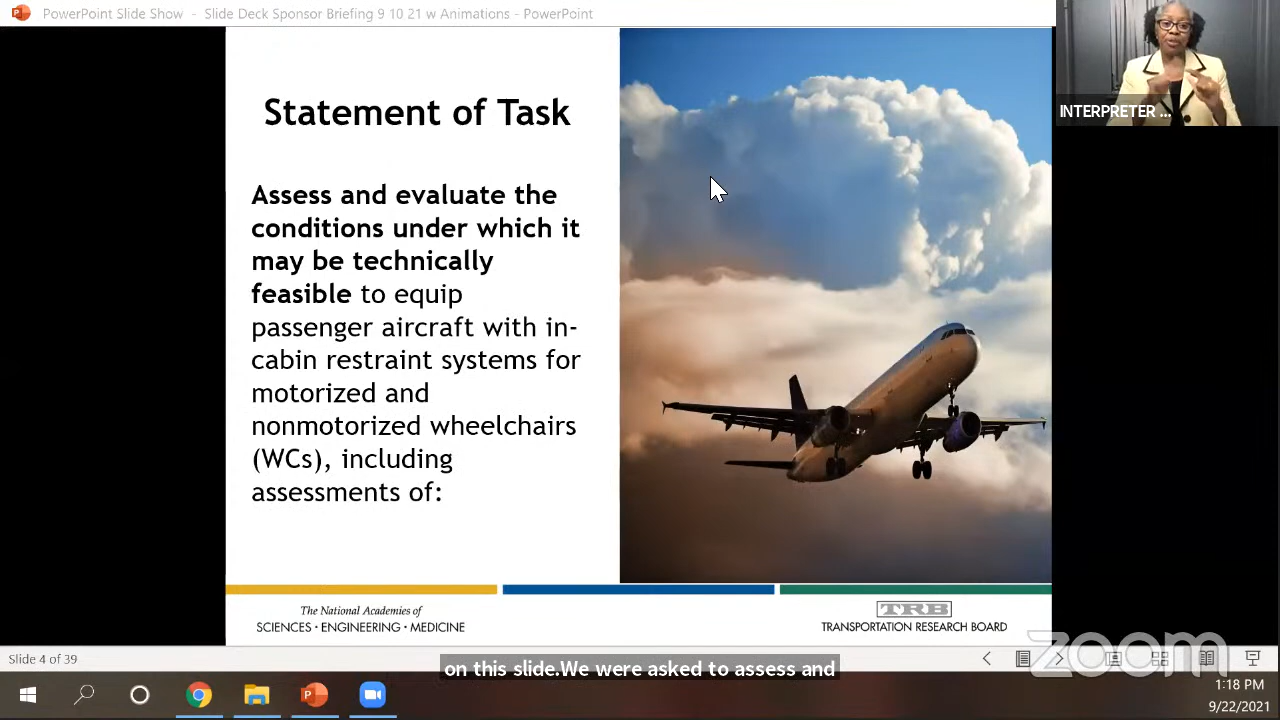 PowerPoint Slide Show - Slide Deck Sponsor Briefing 9 10 21 w Animations - PowerPoint
INTERPRETER ...
Statement of Task
Assess and evaluate the
conditions under which it
may be technically
feasible to equip
passenger aircraft with in-
cabin restraint systems for
motorized and
nonmotorized wheelchairs
(WCs), including
assessments of:
The National Academies of
SCIENCES · ENGINEERING · MEDICINE
TRB
TRANSPORTATION RESEARCH BOARD
zoom
Slide 4 of 39
on this slide.We were asked to assess and
1:18 PM
9/22/2021